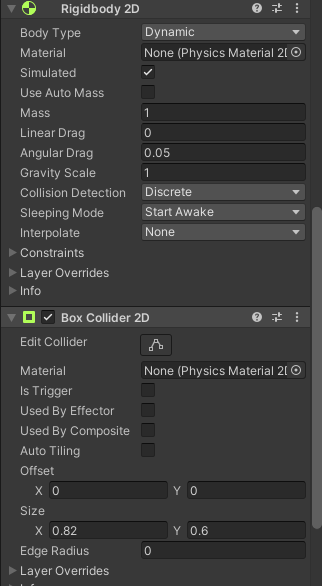 Rigidbody 2D
Body Type Dynamic
Material None (Physics Material 2D
Simulated
Use Auto Mass
Mass 1
Linear Drag 0
Angular Drag 0.05
Gravity Scale 1
Collision Detection Discrete
Sleeping Mode Start Awake
Interpolate None
Constraints
Layer Overrides
Info
Box Collider 2D
Edit Collider
Material None (Physics Material 2D
Is Trigger
Used By Effector
Used By Composite
Auto Tiling
Offset
X 0 Y 0
Size
X 0.82 Y 0.6
Edge Radius 0
Layer Overrides